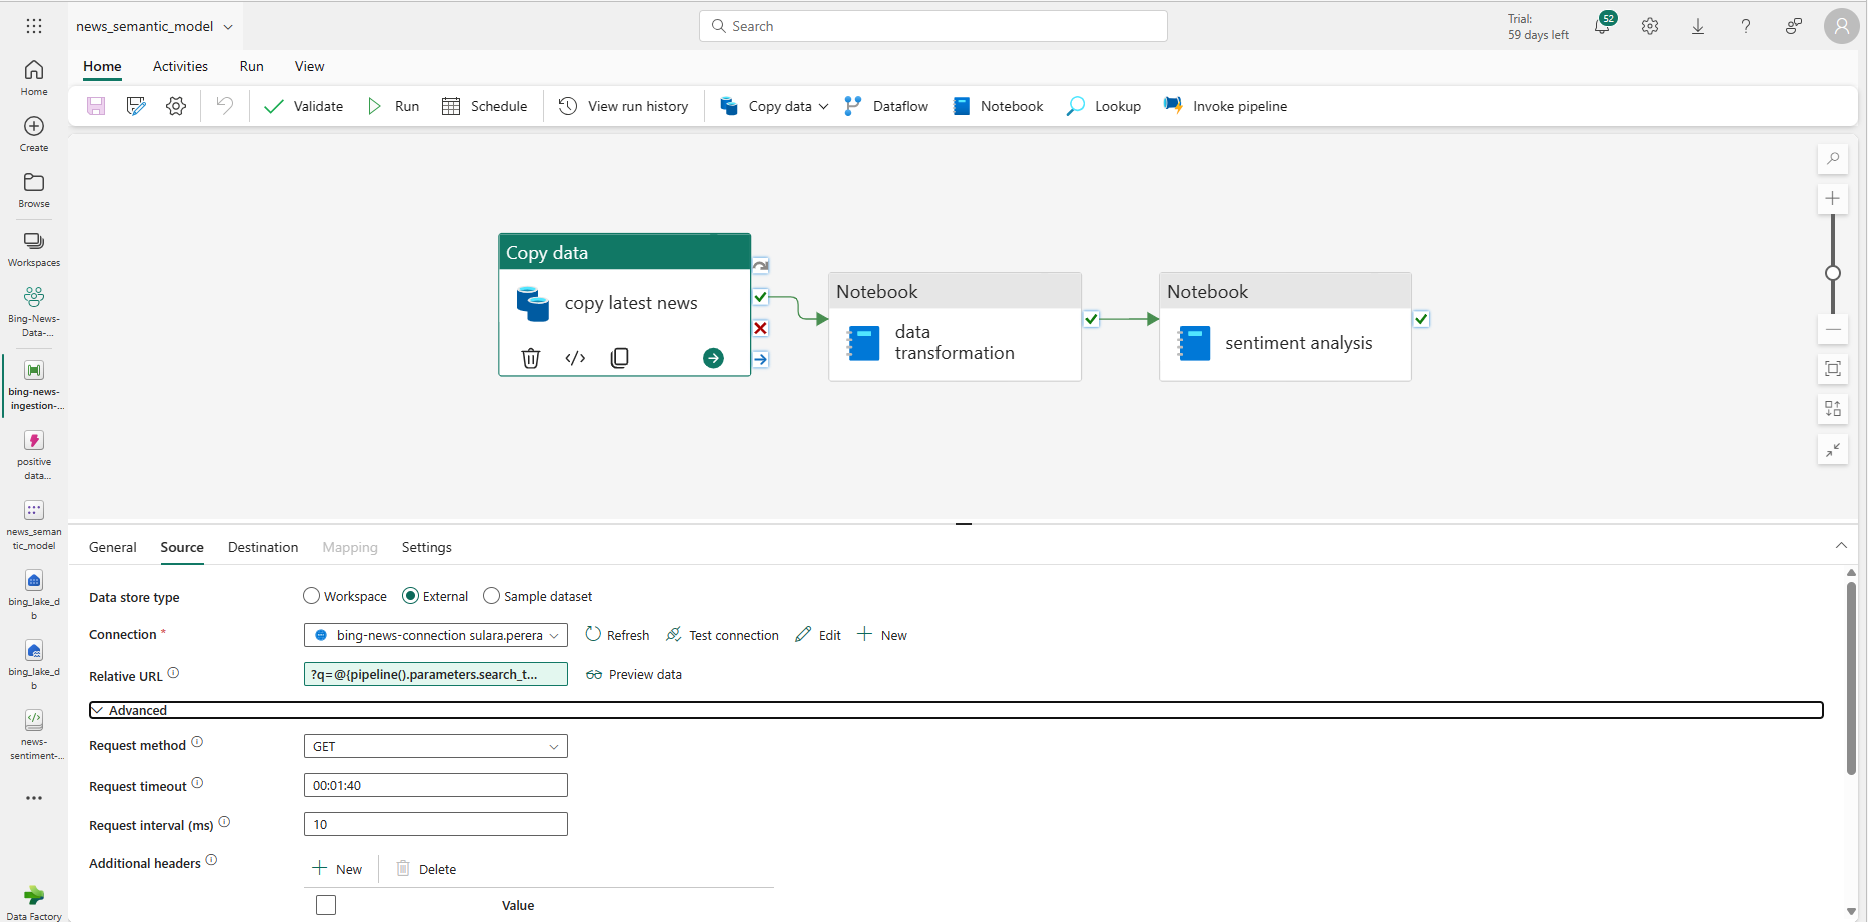 news_semantic_model
Search
Trial:
59 days left
52
Home
Activities
Run
View
Validate
Run
Schedule
View run history
Copy data
Dataflow
Notebook
Lookup
Invoke pipeline
Home
Create
Browse
Workspaces
Bing-News-
Data-...
bing-news-
ingestion-...
positive
data...
news_seman
tic_model
bing_lake_d
b
bing_lake_d
b
news-
sentiment-...
Data Factory
Copy data
copy latest news
Notebook
data
transformation
Notebook
sentiment analysis
General
Source
Destination
Mapping
Settings
Data store type
Workspace
External
Sample dataset
Connection *
bing-news-connection sulara.perera
Refresh
Test connection
Edit
New
Relative URL
?q=@{pipeline().parameters.search_t...
Preview data
Advanced
Request method
GET
Request timeout
00:01:40
Request interval (ms)
10
Additional headers
New
Delete
Value